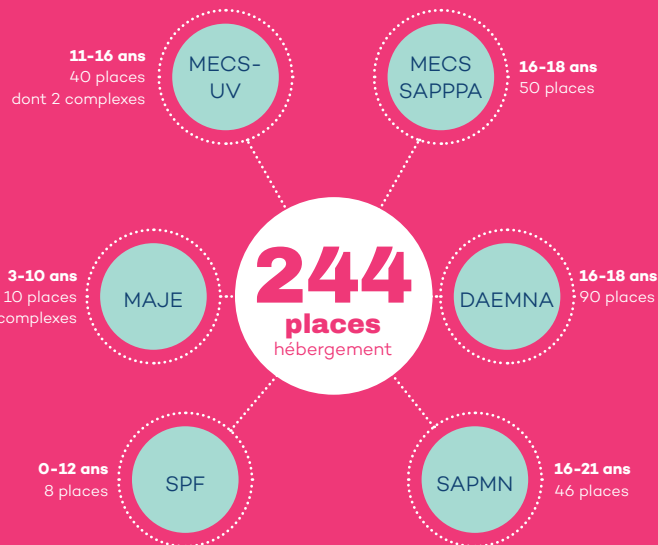 11-16 ans
40 places
dont 2 complexes
MECS-
UV
MECS
SAPPPA
16-18 ans
50 places
3-10 ans
10 places
complexes
MAJE
244
places
hébergement
DAEMNA
16-18 ans
90 places
0-12 ans
8 places
SPF
SAPMN
16-21 ans
46 places